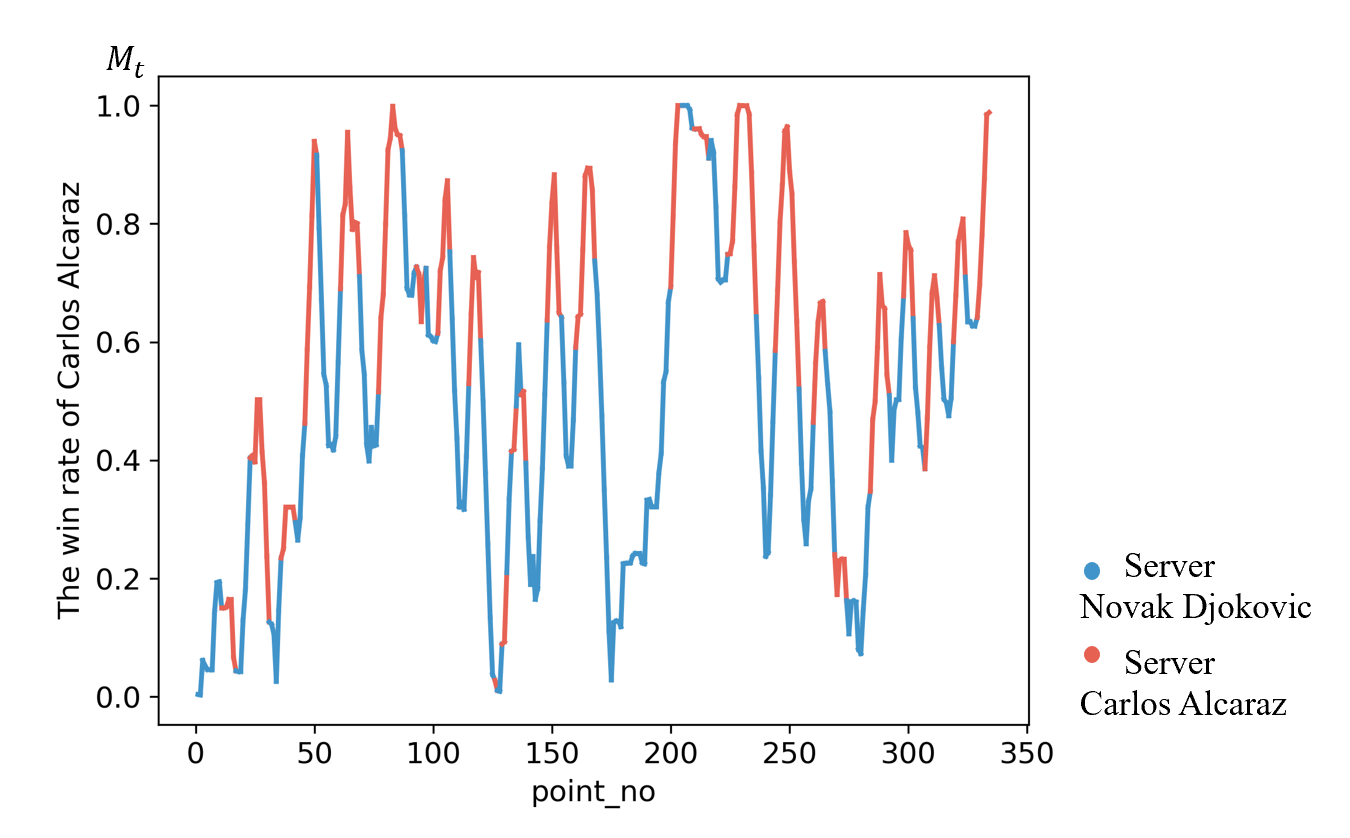 M_t
The win rate of Carlos Alcaraz
1.0
0.8
0.6
0.4
0.2
0.0
0 50 100 150 200 250 300 350
point_no
Server
Novak Djokovic
Server
Carlos Alcaraz